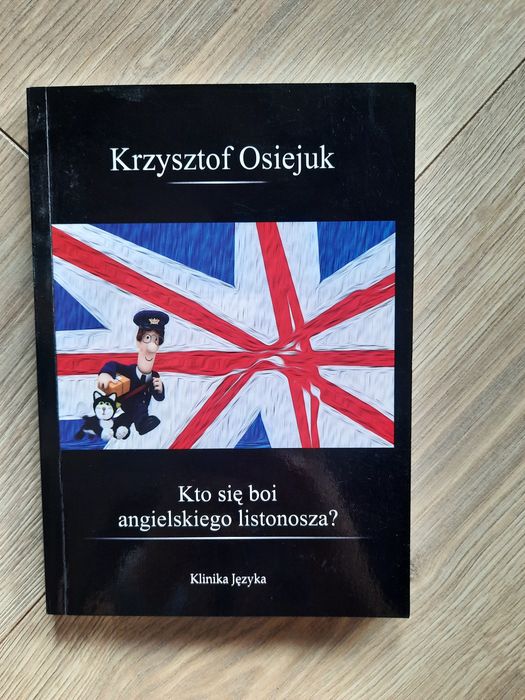 Krzysztof Osiejuk
Kto się boi
angielskiego listonosza?
Klinika Języka